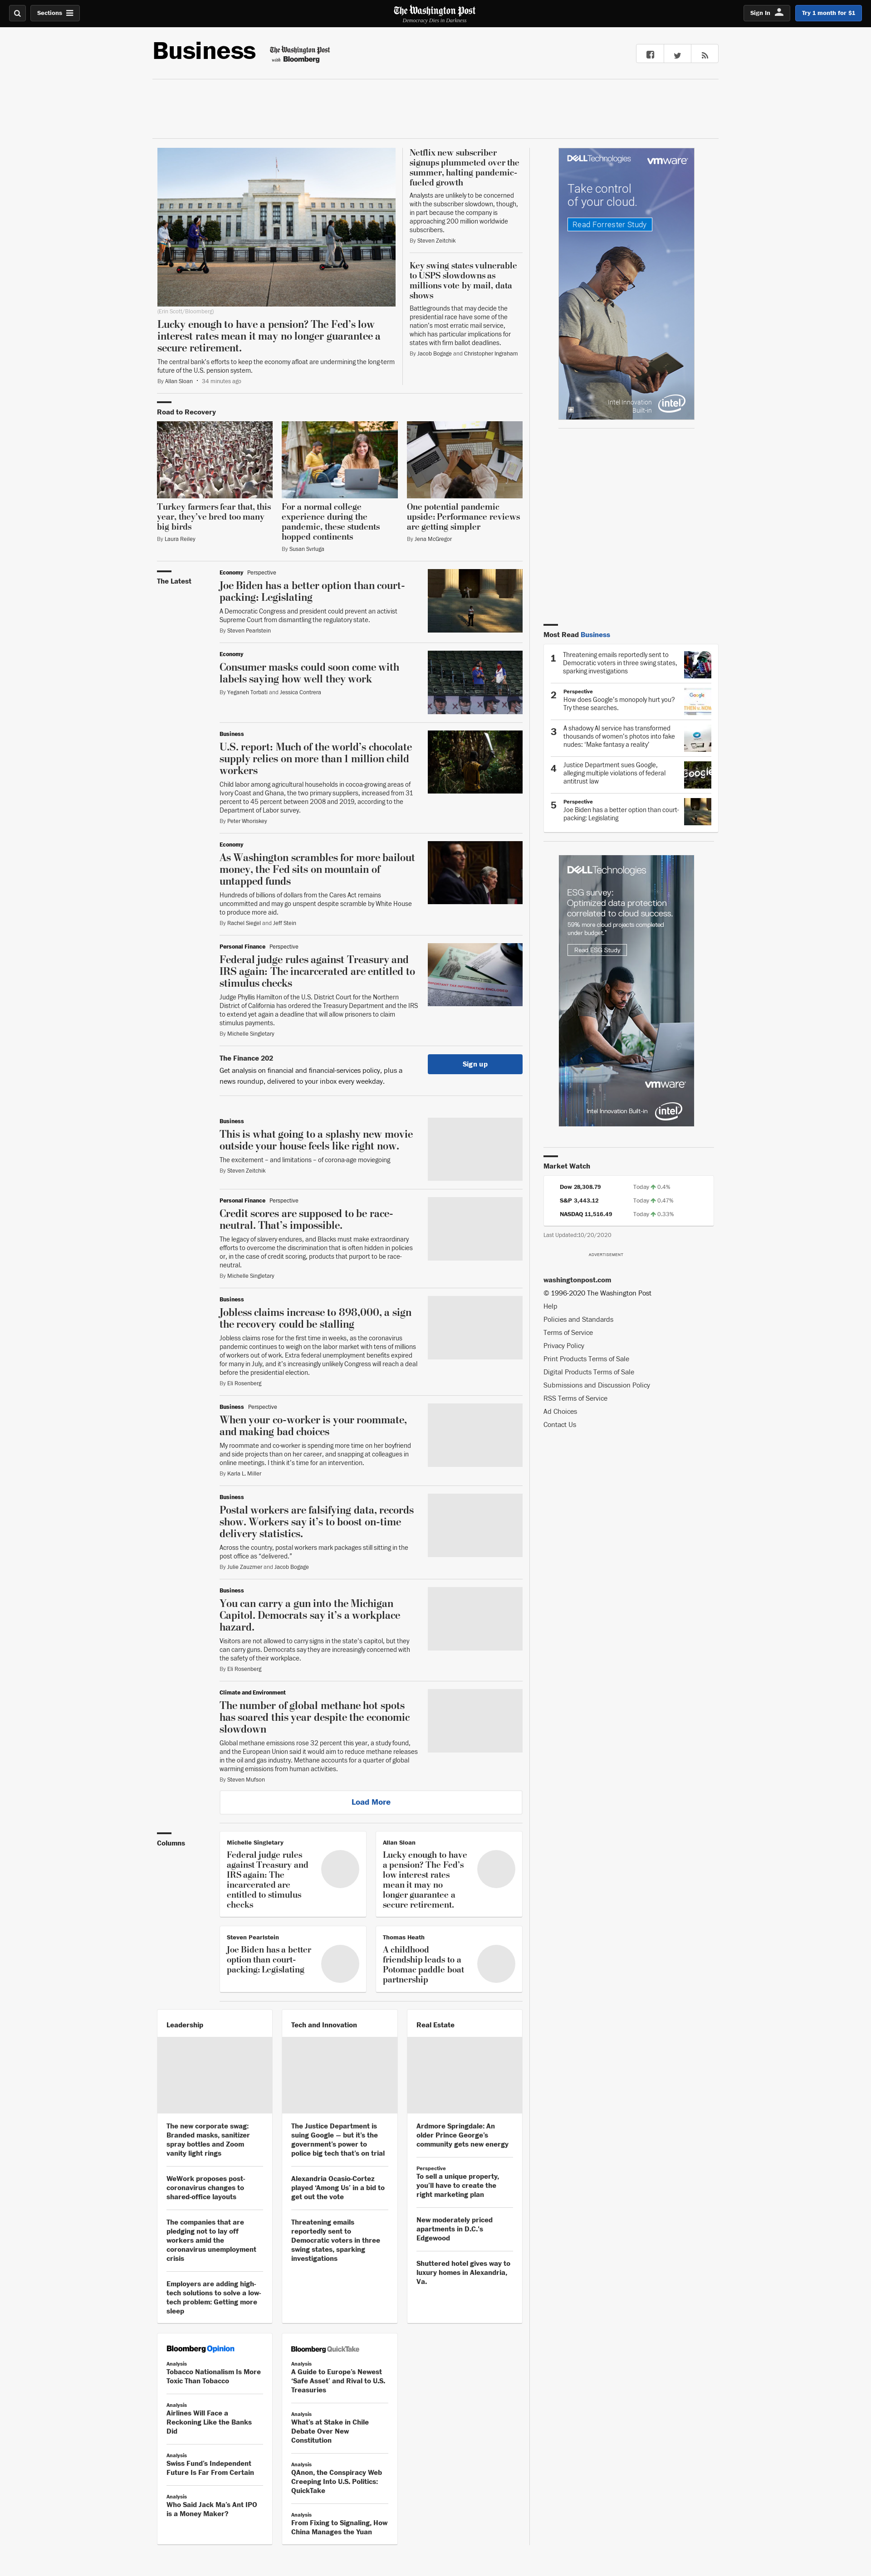 Sections
The Washington Post
Democracy Dies in Darkness
Sign In
Try 1 month for $1
Business
The Washington Post
with Bloomberg
(Erin Scott/Bloomberg)
Lucky enough to have a pension? The Fed's low
interest rates mean it may no longer guarantee a
secure retirement.
The central bank's efforts to keep the economy afloat are undermining the long-term
future of the U.S. pension system.
By Allan Sloan • 34 minutes ago
Netflix new subscriber
signups plummeted over the
summer, halting pandemic-
fueled growth
Analysts are unlikely to be concerned
with the subscriber slowdown, though,
in part because the company is
approaching 200 million worldwide
subscribers.
By Steven Zeitchik
Key swing states vulnerable
to USPS slowdowns as
millions vote by mail, data
shows
Battlegrounds that may decide the
presidential race have some of the
nation's most erratic mail service,
which has particular implications for
states with firm ballot deadlines.
By Jacob Bogage and Christopher Ingraham
Road to Recovery
Turkey farmers fear that, this
year, they've bred too many
big birds
By Laura Reiley
For a normal college
experience during the
pandemic, these students
hopped continents
By Susan Svrluga
One potential pandemic
upside: Performance reviews
are getting simpler
By Jena McGregor
The Latest
Economy Perspective
Joe Biden has a better option than court-
packing: Legislating
A Democratic Congress and president could prevent an activist
Supreme Court from dismantling the regulatory state.
By Steven Pearlstein
Economy
Consumer masks could soon come with
labels saying how well they work
By Yeganeh Torbati and Jessica Contrera
Business
U.S. report: Much of the world's chocolate
supply relies on more than 1 million child
workers
Child labor among agricultural households in cocoa-growing areas of
Ivory Coast and Ghana, the two primary suppliers, increased from 31
percent to 45 percent between 2008 and 2019, according to the
Department of Labor survey.
By Peter Whoriskey
Economy
As Washington scrambles for more bailout
money, the Fed sits on mountain of
untapped funds
Hundreds of billions of dollars from the Cares Act remains
uncommitted and may go unspent despite scramble by White House
to produce more aid.
By Rachel Siegel and Jeff Stein
Personal Finance Perspective
Federal judge rules against Treasury and
IRS again: The incarcerated are entitled to
stimulus checks
Judge Phyllis Hamilton of the U.S. District Court for the Northern
District of California has ordered the Treasury Department and the IRS
to extend yet again a deadline that will allow prisoners to claim
stimulus payments.
By Michelle Singletary
The Finance 202
Get analysis on financial and financial-services policy, plus a
news roundup, delivered to your inbox every weekday.
Sign up
Business
This is what going to a splashy new movie
outside your house feels like right now.
The excitement – and limitations – of corona-age moviegoing
By Steven Zeitchik
Personal Finance Perspective
Credit scores are supposed to be race-
neutral. That's impossible.
The legacy of slavery endures, and Blacks must make extraordinary
efforts to overcome the discrimination that is often hidden in policies
or, in the case of credit scoring, products that purport to be race-
neutral.
By Michelle Singletary
Business
Jobless claims increase to 898,000, a sign
the recovery could be stalling
Jobless claims rose for the first time in weeks, as the coronavirus
pandemic continues to weigh on the labor market with tens of millions
of workers out of work. Extra federal unemployment benefits expired
for many in July, and it's increasingly unlikely Congress will reach a deal
before the presidential election.
By Eli Rosenberg
Business Perspective
When your co-worker is your roommate,
and making bad choices
My roommate and co-worker is spending more time on her boyfriend
and side projects than on her career, and snapping at colleagues in
online meetings. I think it's time for an intervention.
By Karla L. Miller
Business
Postal workers are falsifying data, records
show. Workers say it's to boost on-time
delivery statistics.
Across the country, postal workers mark packages still sitting in the
post office as "delivered."
By Julie Zauzmer and Jacob Bogage
Business
You can carry a gun into the Michigan
Capitol. Democrats say it's a workplace
hazard.
Visitors are not allowed to carry signs in the state's capitol, but they
can carry guns. Democrats say they are increasingly concerned with
the safety of their workplace.
By Eli Rosenberg
Climate and Environment
The number of global methane hot spots
has soared this year despite the economic
slowdown
Global methane emissions rose 32 percent this year, a study found,
and the European Union said it would aim to reduce methane releases
in the oil and gas industry. Methane accounts for a quarter of global
warming emissions from human activities.
By Steven Mufson
Load More
Columns
Michelle Singletary
Federal judge rules
against Treasury and
IRS again: The
incarcerated are
entitled to stimulus
checks
Allan Sloan
Lucky enough to have
a pension? The Fed's
low interest rates
mean it may no
longer guarantee a
secure retirement.
Steven Pearlstein
Joe Biden has a better
option than court-
packing: Legislating
Thomas Heath
A childhood
friendship leads to a
Potomac paddle boat
partnership
Leadership
The new corporate swag:
Branded masks, sanitizer
spray bottles and Zoom
vanity light rings
WeWork proposes post-
coronavirus changes to
shared-office layouts
The companies that are
pledging not to lay off
workers amid the
coronavirus unemployment
crisis
Employers are adding high-
tech solutions to solve a low-
tech problem: Getting more
sleep
Tech and Innovation
The Justice Department is
suing Google — but it's the
government's power to
police big tech that's on trial
Alexandria Ocasio-Cortez
played 'Among Us' in a bid to
get out the vote
Threatening emails
reportedly sent to
Democratic voters in three
swing states, sparking
investigations
Real Estate
Ardmore Springdale: An
older Prince George's
community gets new energy
Perspective
To sell a unique property,
you'll have to create the
right marketing plan
New moderately priced
apartments in D.C.'s
Edgewood
Shuttered hotel gives way to
luxury homes in Alexandria,
Va.
Bloomberg Opinion
Analysis
Tobacco Nationalism Is More
Toxic Than Tobacco
Analysis
Airlines Will Face a
Reckoning Like the Banks
Did
Analysis
Swiss Fund's Independent
Future Is Far From Certain
Analysis
Who Said Jack Ma's Ant IPO
is a Money Maker?
Bloomberg QuickTake
Analysis
A Guide to Europe's Newest
'Safe Asset' and Rival to U.S.
Treasuries
Analysis
What's at Stake in Chile
Debate Over New
Constitution
Analysis
QAnon, the Conspiracy Web
Creeping Into U.S. Politics:
QuickTake
Analysis
From Fixing to Signaling, How
China Manages the Yuan
DELLTechnologies vmware
Take control
of your cloud.
Read Forrester Study
Intel Innovation
Built-in
intel
Most Read Business
1 Threatening emails reportedly sent to
Democratic voters in three swing states,
sparking investigations
2 Perspective
How does Google's monopoly hurt you?
Try these searches.
Google
3 A shadowy AI service has transformed
thousands of women's photos into fake
nudes: 'Make fantasy a reality'
4 Justice Department sues Google,
alleging multiple violations of federal
antitrust law
5 Perspective
Joe Biden has a better option than court-
packing: Legislating
DELLTechnologies
ESG survey:
Optimized data protection
correlated to cloud success.
59% more cloud projects completed
under budget.*
Read ESG Study
vmware
Intel Innovation Built-in
intel
Market Watch
Dow 28,308.79 Today 0.4%
S&P 3,443.12 Today 0.47%
NASDAQ 11,516.49 Today 0.33%
Last Updated:10/20/2020
ADVERTISEMENT
washingtonpost.com
© 1996-2020 The Washington Post
Help
Policies and Standards
Terms of Service
Privacy Policy
Print Products Terms of Sale
Digital Products Terms of Sale
Submissions and Discussion Policy
RSS Terms of Service
Ad Choices
Contact Us